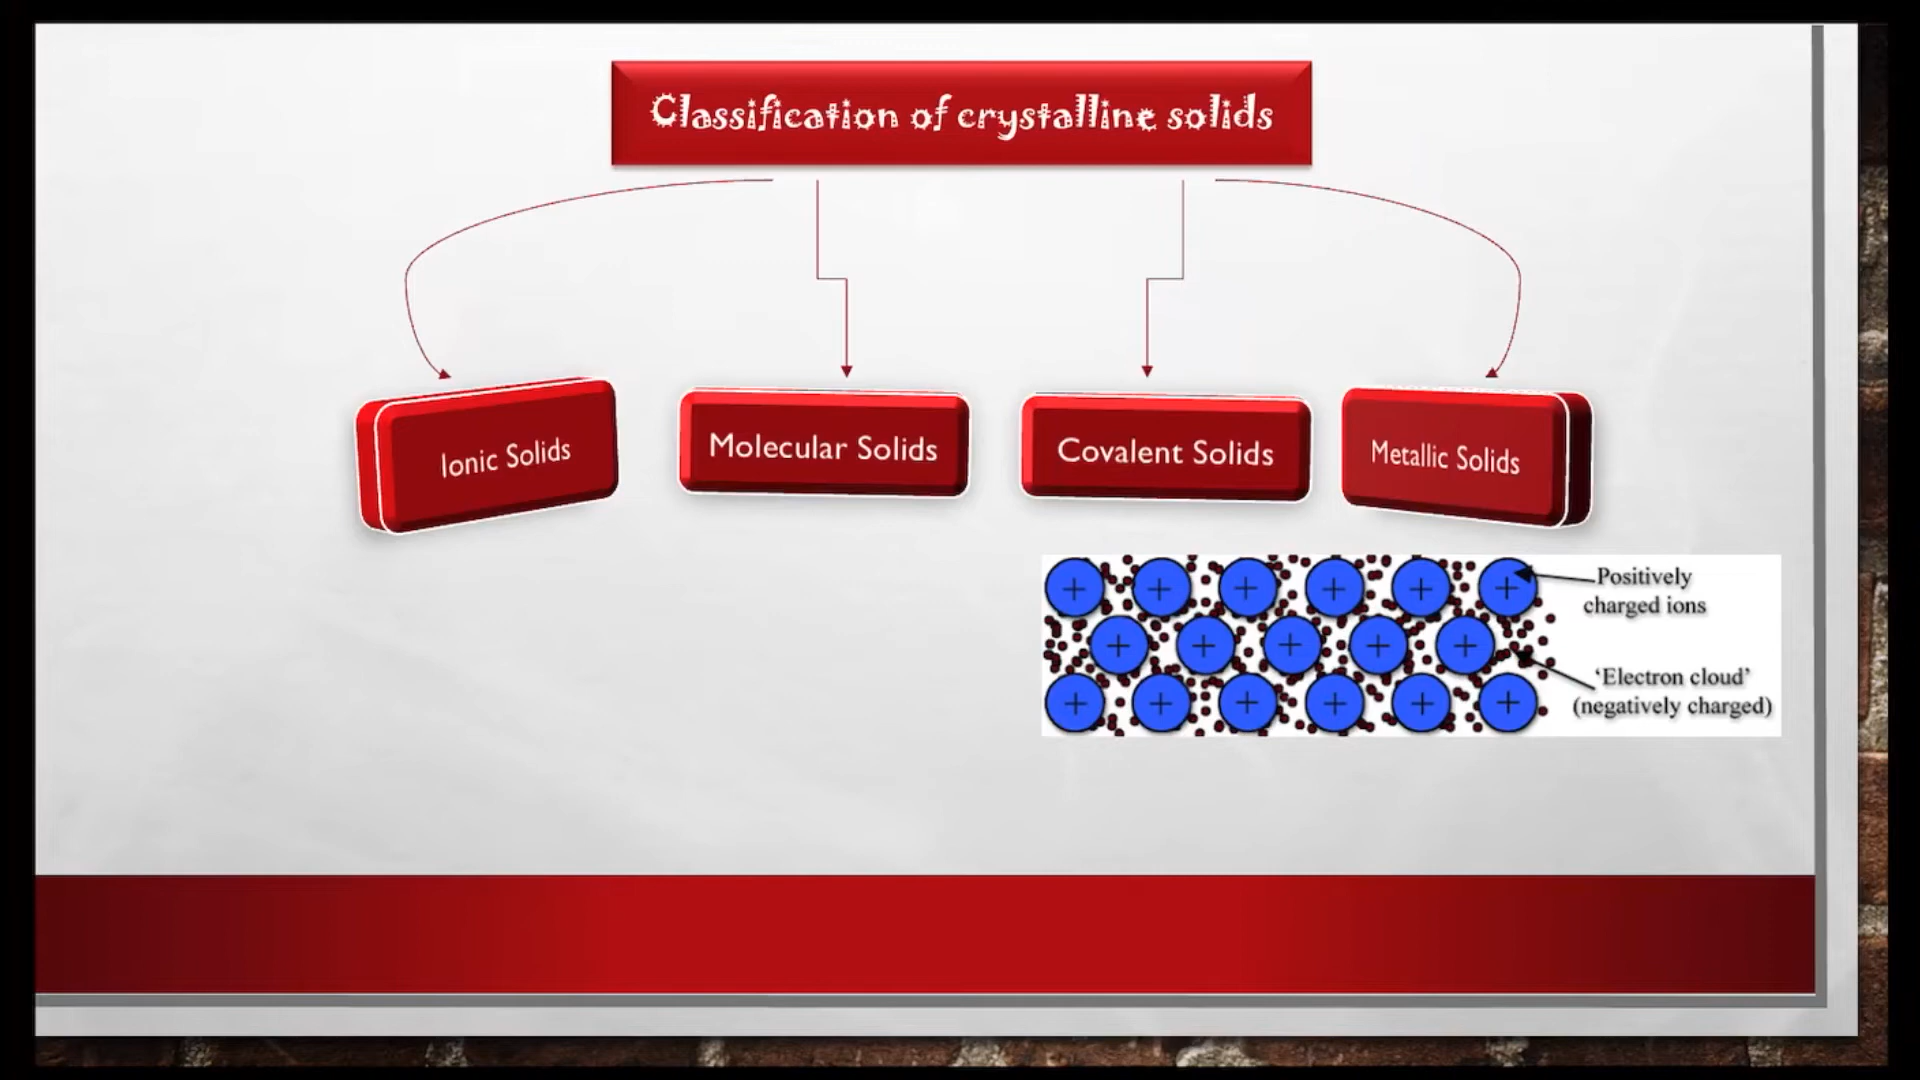 Classification of crystalline solids
Ionic Solids
Molecular Solids
Covalent Solids
Metallic Solids
Positively
charged ions
‘Electron cloud’
(negatively charged)
+ + + + + +
+ + + + +
+ + + + + +